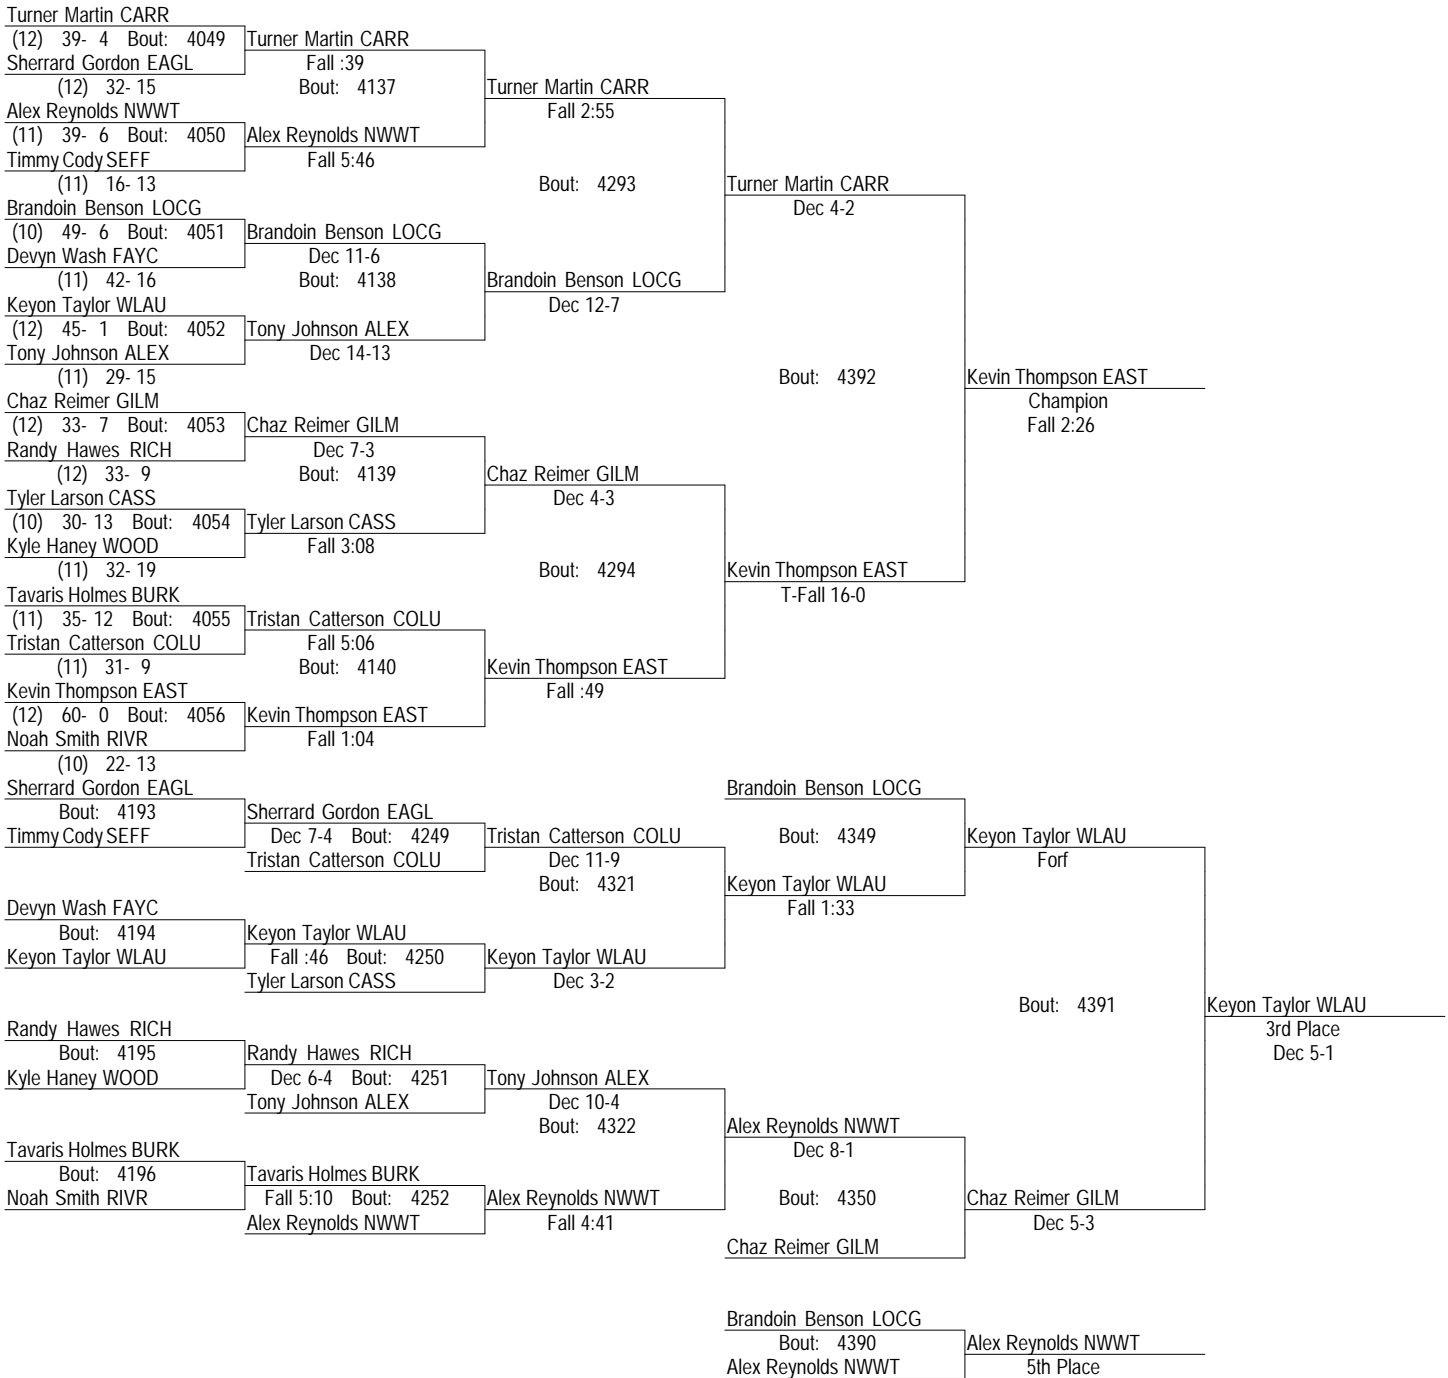 Turner Martin CARR
(12) 39- 4 Bout: 4049 Turner Martin CARR
Sherrard Gordon EAGL Fall :39
(12) 32- 15 Bout: 4137 Turner Martin CARR
Alex Reynolds NWWT Fall 2:55
(11) 39- 6 Bout: 4050 Alex Reynolds NWWT
Timmy Cody SEFF Fall 5:46
(11) 16- 13 Bout: 4293 Turner Martin CARR
Brandoin Benson LOCG Dec 4-2
(10) 49- 6 Bout: 4051 Brandoin Benson LOCG
Devyn Wash FAYC Dec 11-6
(11) 42- 16 Bout: 4138 Brandoin Benson LOCG
Keyon Taylor WLAU Dec 12-7
(12) 45- 1 Bout: 4052 Tony Johnson ALEX
Tony Johnson ALEX Dec 14-13
(11) 29- 15 Bout: 4392 Kevin Thompson EAST
Chaz Reimer GILM Champion
(12) 33- 7 Bout: 4053 Chaz Reimer GILM Fall 2:26
Randy Hawes RICH Dec 7-3
(12) 33- 9 Bout: 4139 Chaz Reimer GILM
Tyler Larson CASS Dec 4-3
(10) 30- 13 Bout: 4054 Tyler Larson CASS
Kyle Haney WOOD Fall 3:08
(11) 32- 19 Bout: 4294 Kevin Thompson EAST
Tavaris Holmes BURK T-Fall 16-0
(11) 35- 12 Bout: 4055 Tristan Catterson COLU
Tristan Catterson COLU Fall 5:06
(11) 31- 9 Bout: 4140 Kevin Thompson EAST
Kevin Thompson EAST Fall :49
(12) 60- 0 Bout: 4056 Kevin Thompson EAST
Noah Smith RIVR Fall 1:04
(10) 22- 13
Sherrard Gordon EAGL Brandoin Benson LOCG
Bout: 4193 Sherrard Gordon EAGL
Timmy Cody SEFF Dec 7-4 Bout: 4249 Tristan Catterson COLU Bout: 4349 Keyon Taylor WLAU
Tristan Catterson COLU Dec 11-9 Forf
Bout: 4321 Keyon Taylor WLAU
Devyn Wash FAYC Fall 1:33
Bout: 4194 Keyon Taylor WLAU
Keyon Taylor WLAU Fall :46 Bout: 4250 Keyon Taylor WLAU
Tyler Larson CASS Dec 3-2
Bout: 4391 Keyon Taylor WLAU
Randy Hawes RICH 3rd Place
Bout: 4195 Randy Hawes RICH Dec 5-1
Kyle Haney WOOD Dec 6-4 Bout: 4251 Tony Johnson ALEX
Tony Johnson ALEX Dec 10-4
Bout: 4322 Alex Reynolds NWWT
Tavaris Holmes BURK Dec 8-1
Bout: 4196 Tavaris Holmes BURK
Noah Smith RIVR Fall 5:10 Bout: 4252 Alex Reynolds NWWT Bout: 4350 Chaz Reimer GILM
Alex Reynolds NWWT Fall 4:41 Dec 5-3
Chaz Reimer GILM
Brandoin Benson LOCG
Bout: 4390 Alex Reynolds NWWT
Alex Reynolds NWWT 5th Place